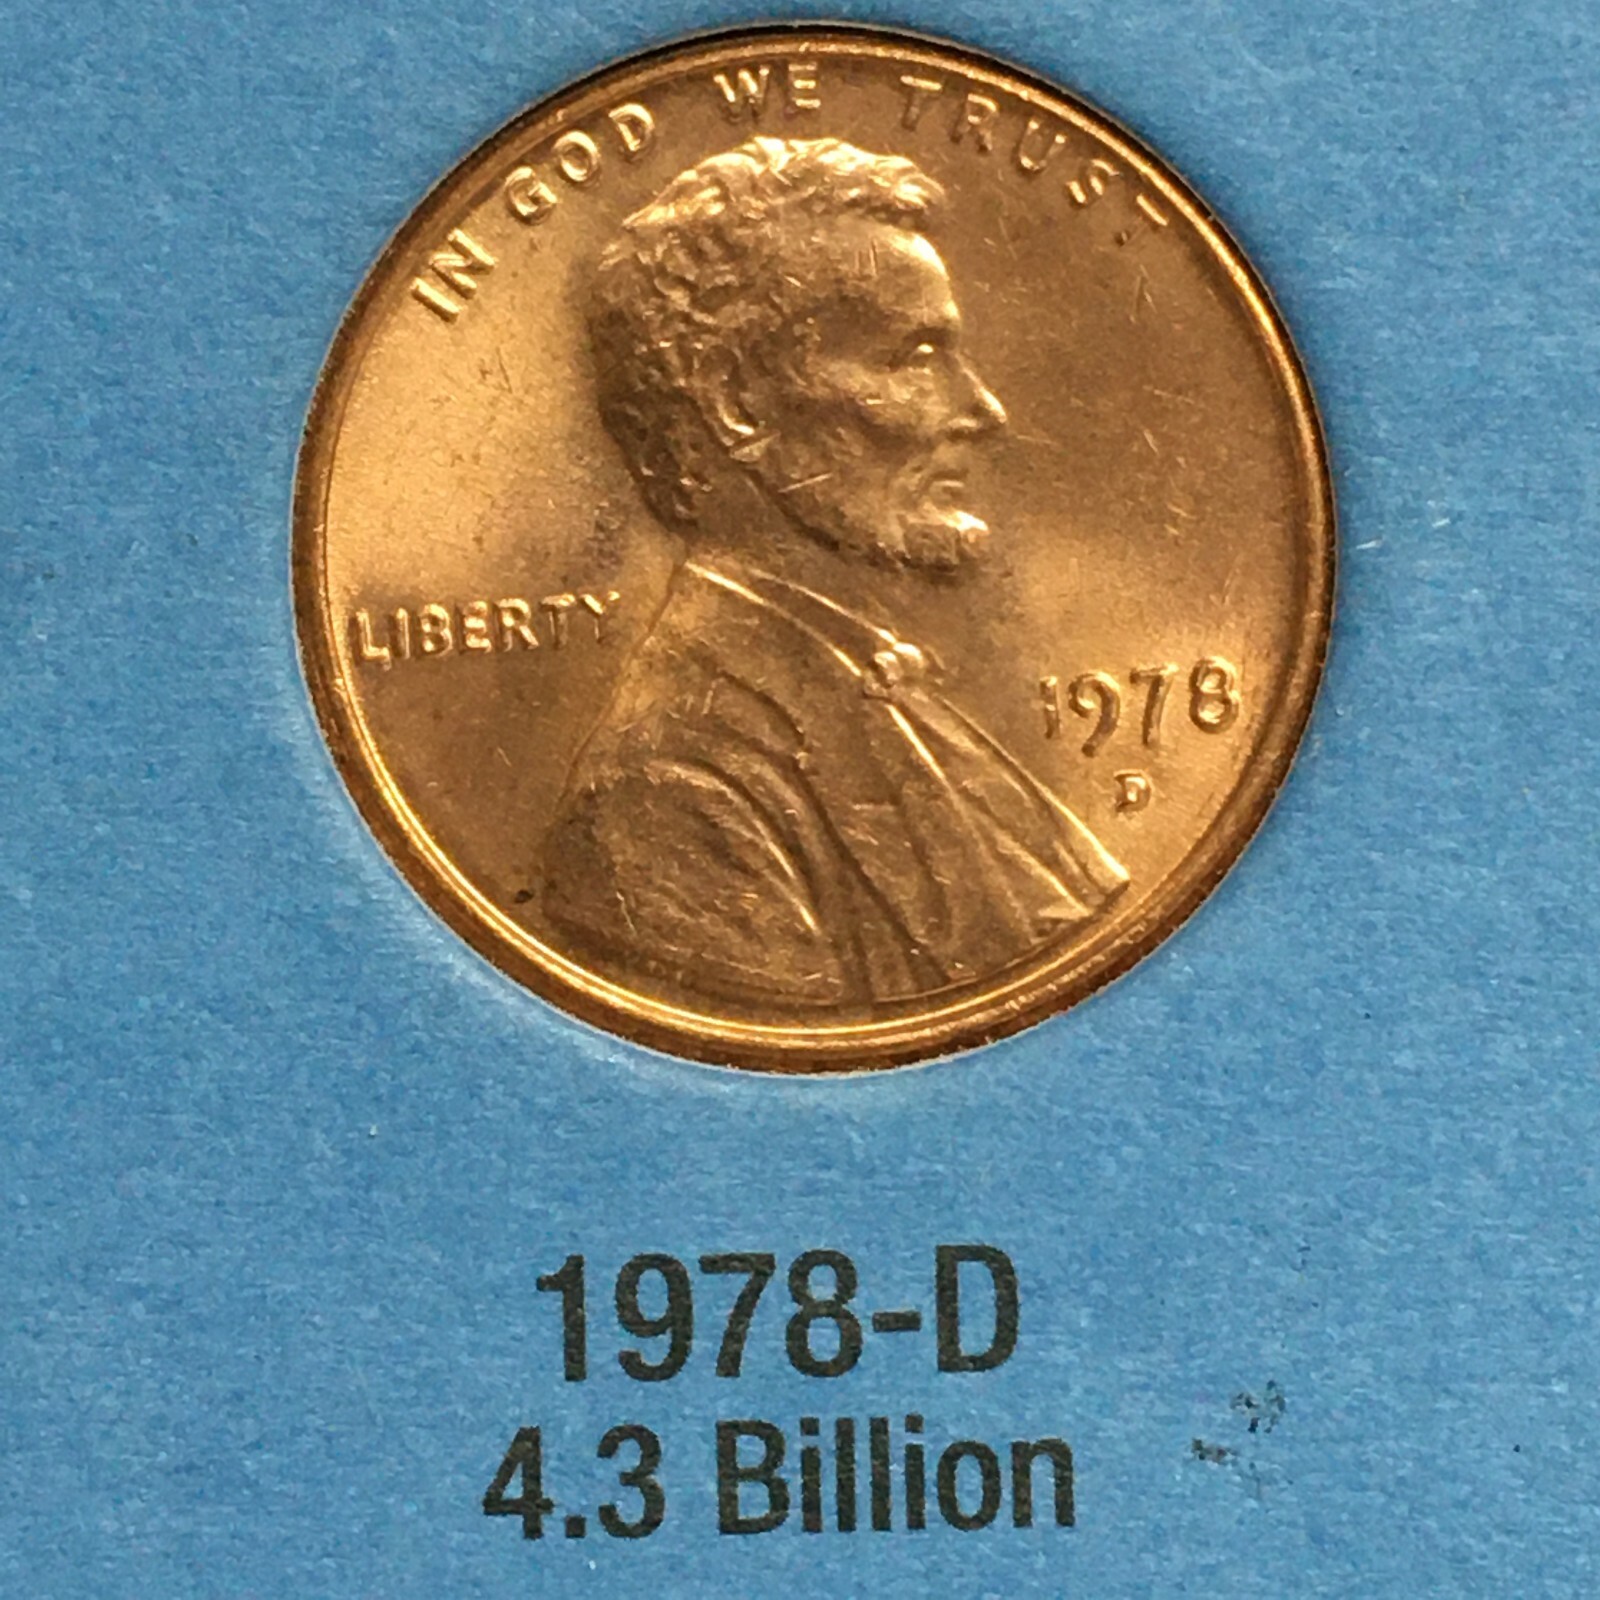 IN GOD WE TRUST
LIBERTY
1978
D
1978-D
4.3 Billion